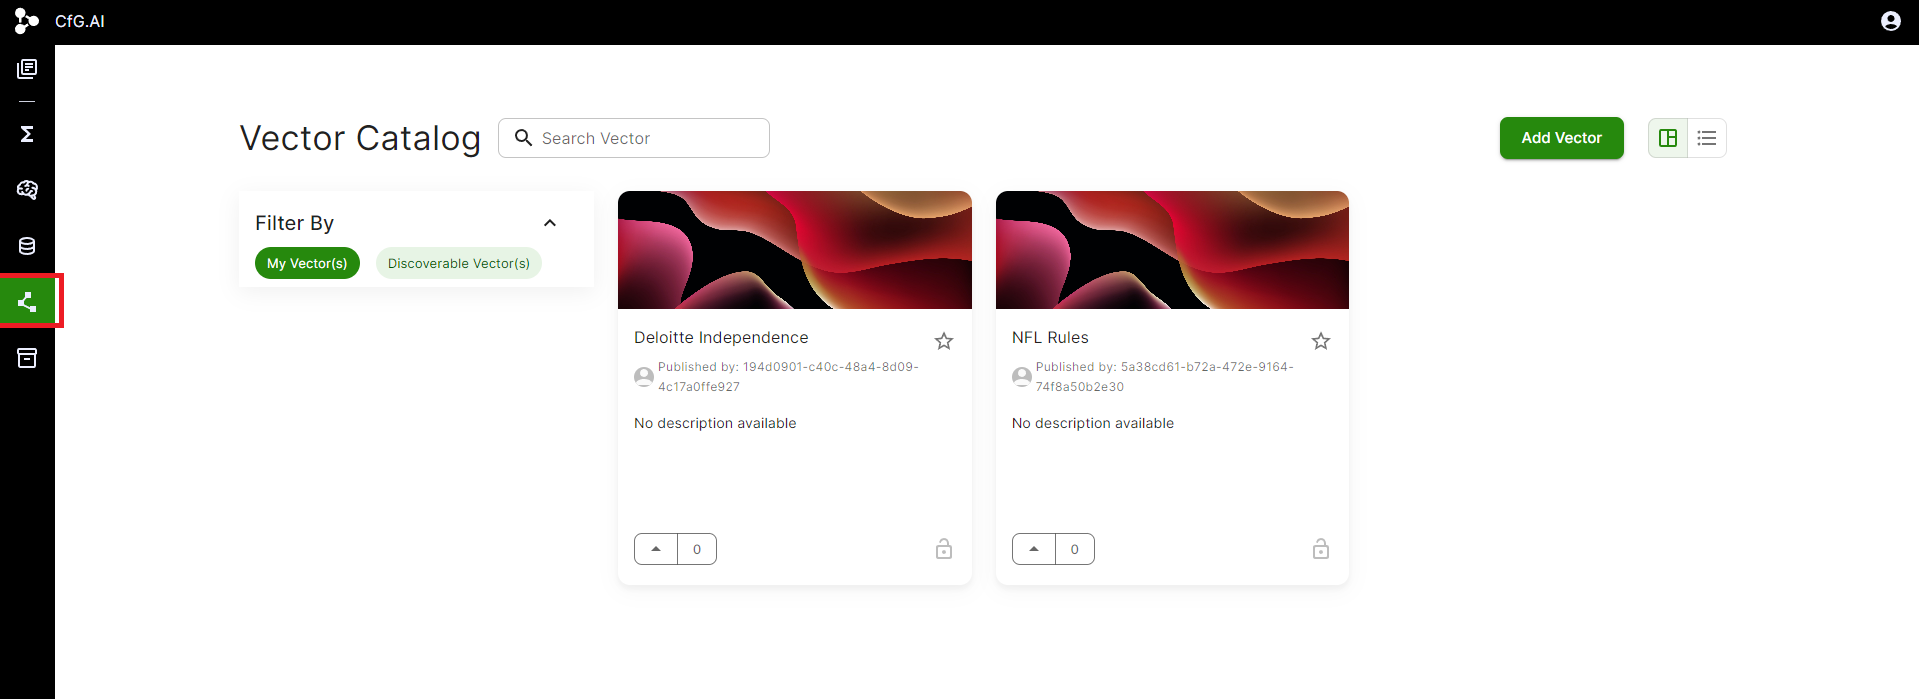 CfG.AI
Vector Catalog
Search Vector
Add Vector
Filter By
My Vector(s)
Discoverable Vector(s)
Deloitte Independence
Published by: 194d0901-c40c-48a4-8d09-
4c17a0ffe927
No description available
0
NFL Rules
Published by: 5a38cd61-b72a-472e-9164-
74f8a50b2e30
No description available
0